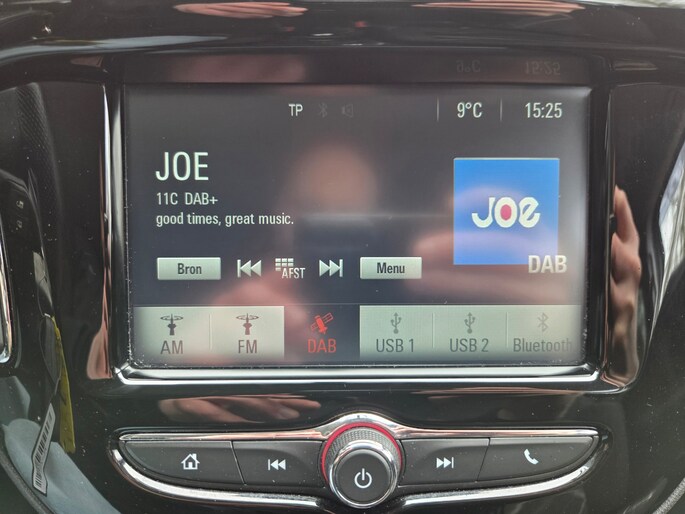 TP 9°C 15:25
JOE
11C DAB+
good times, great music.
JOe
DAB
Bron AFST Menu
AM FM DAB USB 1 USB 2 Bluetooth